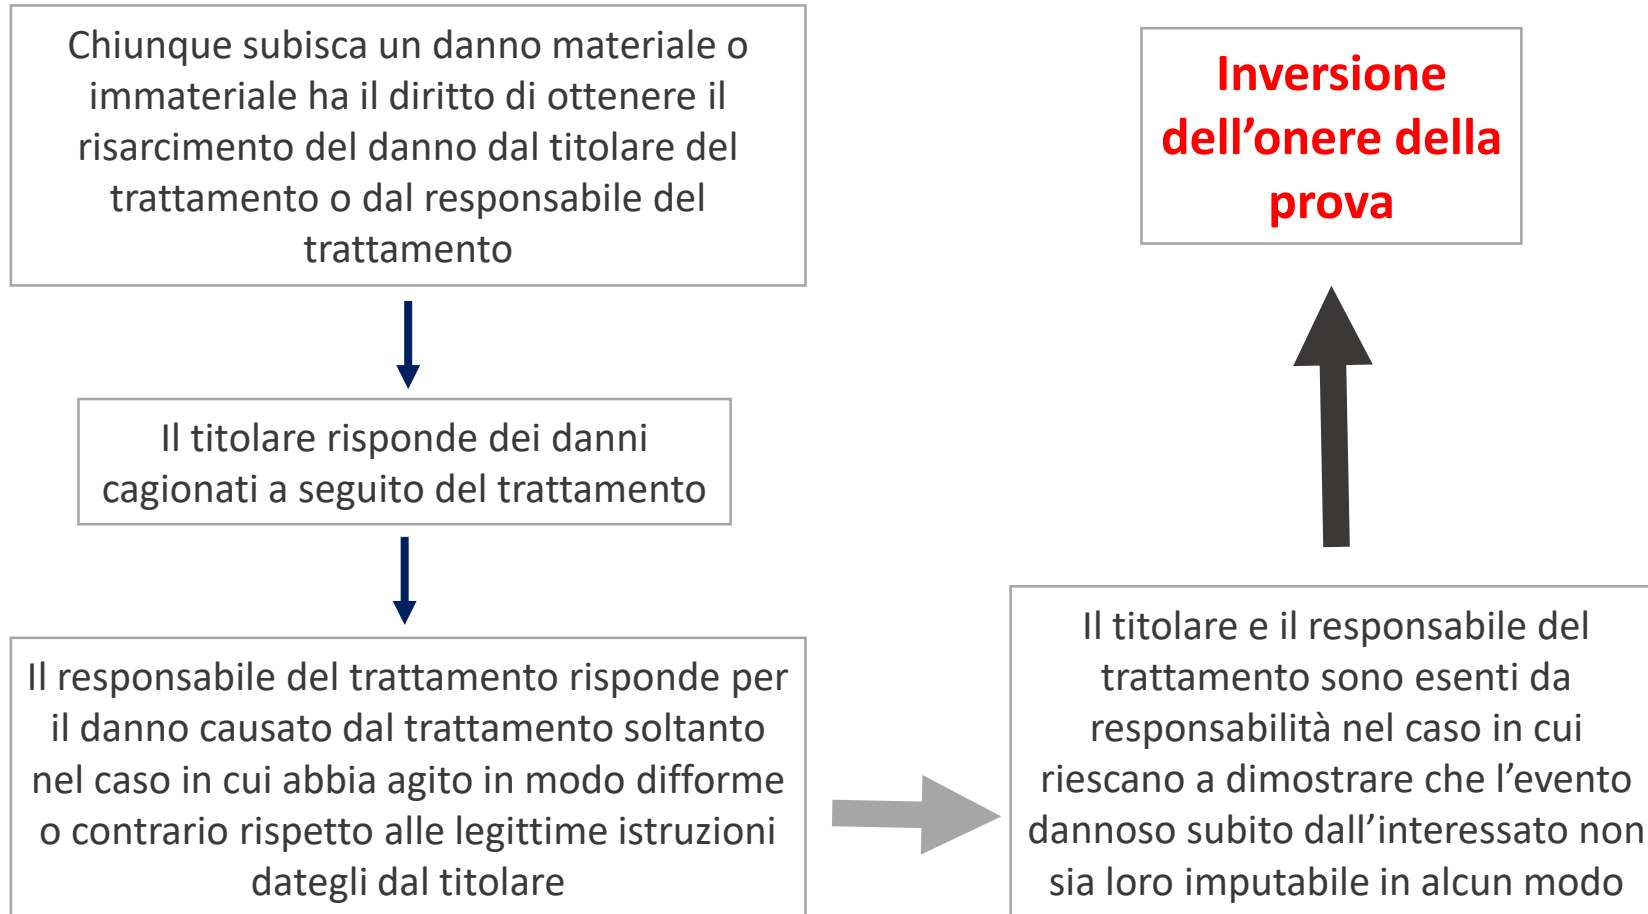 Chiunque subisca un danno materiale o
immateriale ha il diritto di ottenere il
risarcimento del danno dal titolare del
trattamento o dal responsabile del
trattamento
Il titolare risponde dei danni
cagionati a seguito del trattamento
Il responsabile del trattamento risponde per
il danno causato dal trattamento soltanto
nel caso in cui abbia agito in modo difforme
o contrario rispetto alle legittime istruzioni
dategli dal titolare
Il titolare e il responsabile del
trattamento sono esenti da
responsabilità nel caso in cui
riescano a dimostrare che l’evento
dannoso subito dall’interessato non
sia loro imputabile in alcun modo
Inversione
dell’onere della
prova